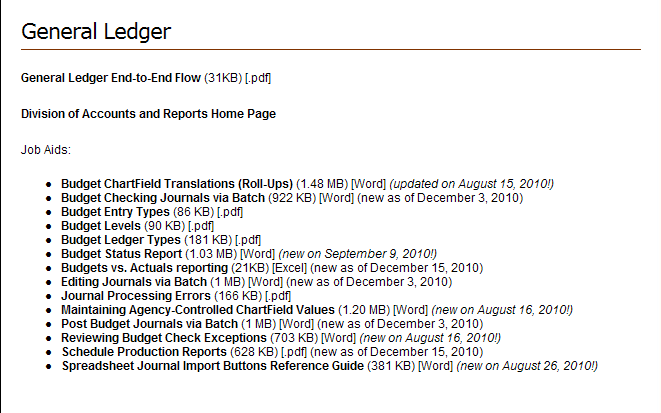 General Ledger
General Ledger End-to-End Flow (31KB) [.pdf]
Division of Accounts and Reports Home Page
Job Aids:
● Budget ChartField Translations (Roll-Ups) (1.48 MB) [Word] (updated on August 15, 2010!)
● Budget Checking Journals via Batch (922 KB) [Word] (new as of December 3, 2010)
● Budget Entry Types (86 KB) [.pdf]
● Budget Levels (90 KB) [.pdf]
● Budget Ledger Types (181 KB) [.pdf]
● Budget Status Report (1.03 MB) [Word] (new on September 9, 2010!)
● Budgets vs. Actuals reporting (21KB) [Excel] (new as of December 15, 2010)
● Editing Journals via Batch (1 MB) [Word] (new as of December 3, 2010)
● Journal Processing Errors (166 KB) [.pdf]
● Maintaining Agency-Controlled ChartField Values (1.20 MB) [Word] (new on August 16, 2010!)
● Post Budget Journals via Batch (1 MB) [Word] (new as of December 3, 2010)
● Reviewing Budget Check Exceptions (703 KB) [Word] (new on August 16, 2010!)
● Schedule Production Reports (628 KB) [.pdf] (new as of December 15, 2010)
● Spreadsheet Journal Import Buttons Reference Guide (381 KB) [Word] (new on August 26, 2010!)